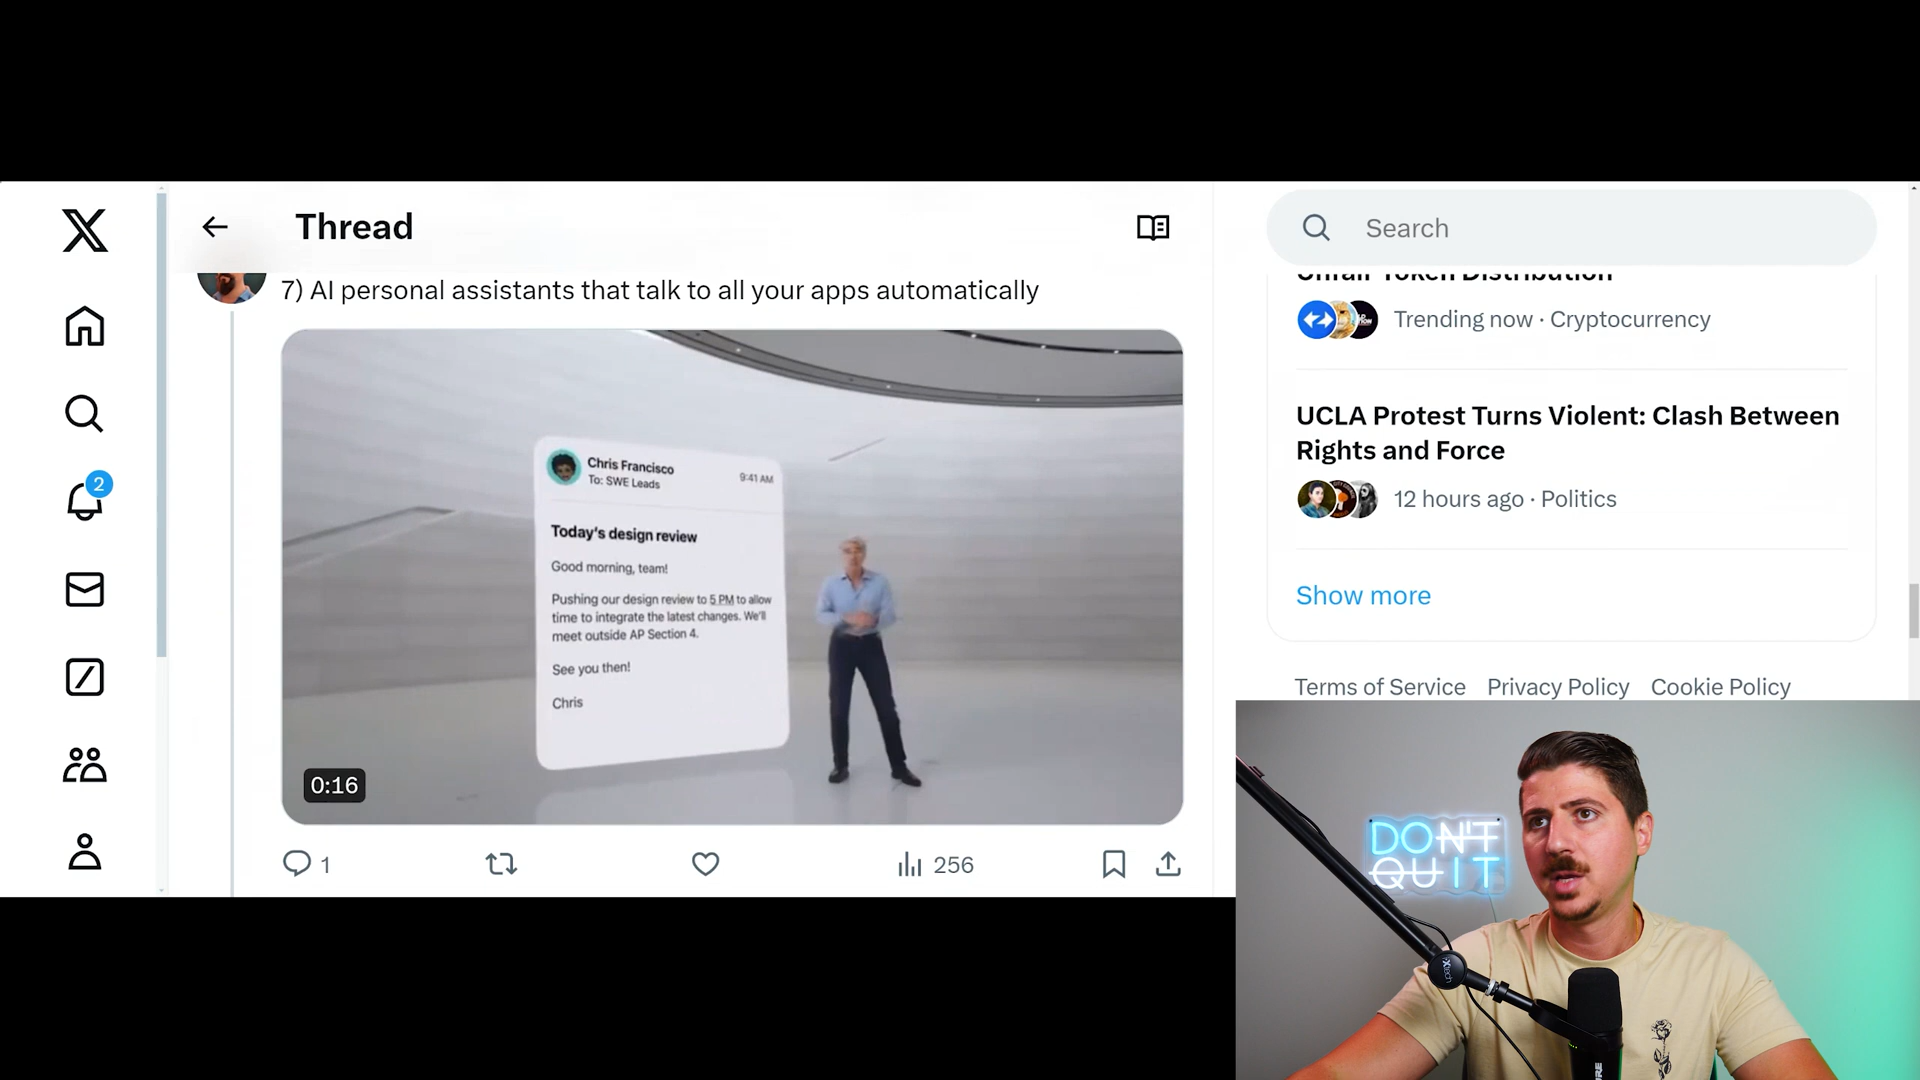 Thread
Search
2
7) AI personal assistants that talk to all your apps automatically
Chris Francisco
To: SWE Leads
9:41 AM
Today's design review
Good morning, team!
Pushing our design review to 5 PM to allow
time to integrate the latest changes. We'll
meet outside AP Section 4.
See you then!
Chris
0:16
1
256
Unfair Token Distribution
Trending now · Cryptocurrency
UCLA Protest Turns Violent: Clash Between
Rights and Force
12 hours ago · Politics
Show more
Terms of Service Privacy Policy Cookie Policy
DON'T
QUIT